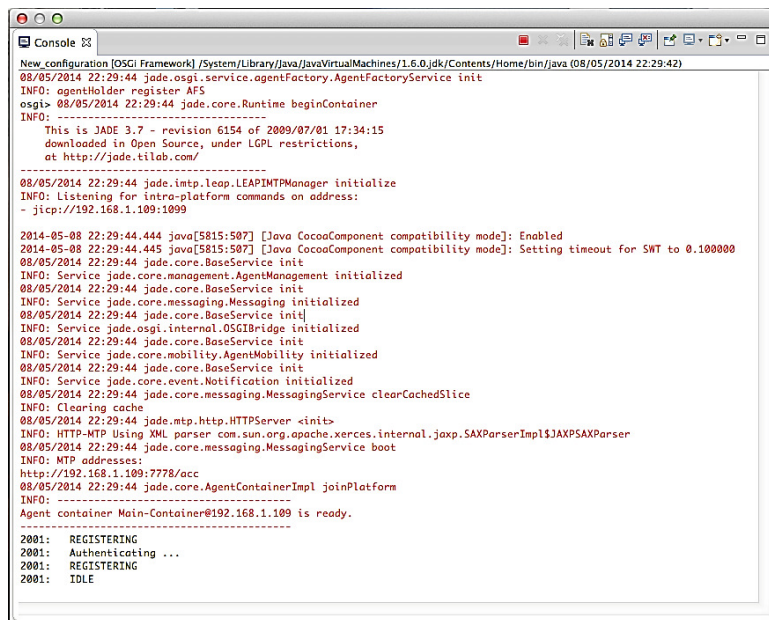 Console
New_configuration [OSGi Framework] /System/Library/Java/JavaVirtualMachines/1.6.0.jdk/Contents/Home/bin/java (08/05/2014 22:29:42)
08/05/2014 22:29:44 jade.osgi.service.agentFactory.AgentFactoryService init
INFO: agentHolder register AFS
osgi> 08/05/2014 22:29:44 jade.core.Runtime beginContainer
INFO: ----------------------------------
This is JADE 3.7 - revision 6154 of 2009/07/01 17:34:15
downloaded in Open Source, under LGPL restrictions,
at http://jade.tilab.com/
----------------------------------------
08/05/2014 22:29:44 jade.imtp.leap.LEAPIMTPManager initialize
INFO: Listening for intra-platform commands on address:
- jicp://192.168.1.109:1099
2014-05-08 22:29:44.444 java[5815:507] [Java CocoaComponent compatibility mode]: Enabled
2014-05-08 22:29:44.445 java[5815:507] [Java CocoaComponent compatibility mode]: Setting timeout for SWT to 0.100000
08/05/2014 22:29:44 jade.core.BaseService init
INFO: Service jade.core.management.AgentManagement initialized
08/05/2014 22:29:44 jade.core.BaseService init
INFO: Service jade.core.messaging.Messaging initialized
08/05/2014 22:29:44 jade.core.BaseService init
INFO: Service jade.osgi.internal.OSGIBridge initialized
08/05/2014 22:29:44 jade.core.BaseService init
INFO: Service jade.core.mobility.AgentMobility initialized
08/05/2014 22:29:44 jade.core.BaseService init
INFO: Service jade.core.event.Notification initialized
08/05/2014 22:29:44 jade.core.messaging.MessagingService clearCachedSlice
INFO: Clearing cache
08/05/2014 22:29:44 jade.mtp.http.HTTPServer <init>
INFO: HTTP-MTP Using XML parser com.sun.org.apache.xerces.internal.jaxp.SAXParserImpl$JAXPSAXParser
08/05/2014 22:29:44 jade.core.messaging.MessagingService boot
INFO: MTP addresses:
http://192.168.1.109:7778/acc
08/05/2014 22:29:44 jade.core.AgentContainerImpl joinPlatform
INFO: --------------------------------------
Agent container Main-Container@192.168.1.109 is ready.
--------------------------------------------
2001: REGISTERING
2001: Authenticating ...
2001: REGISTERING
2001: IDLE